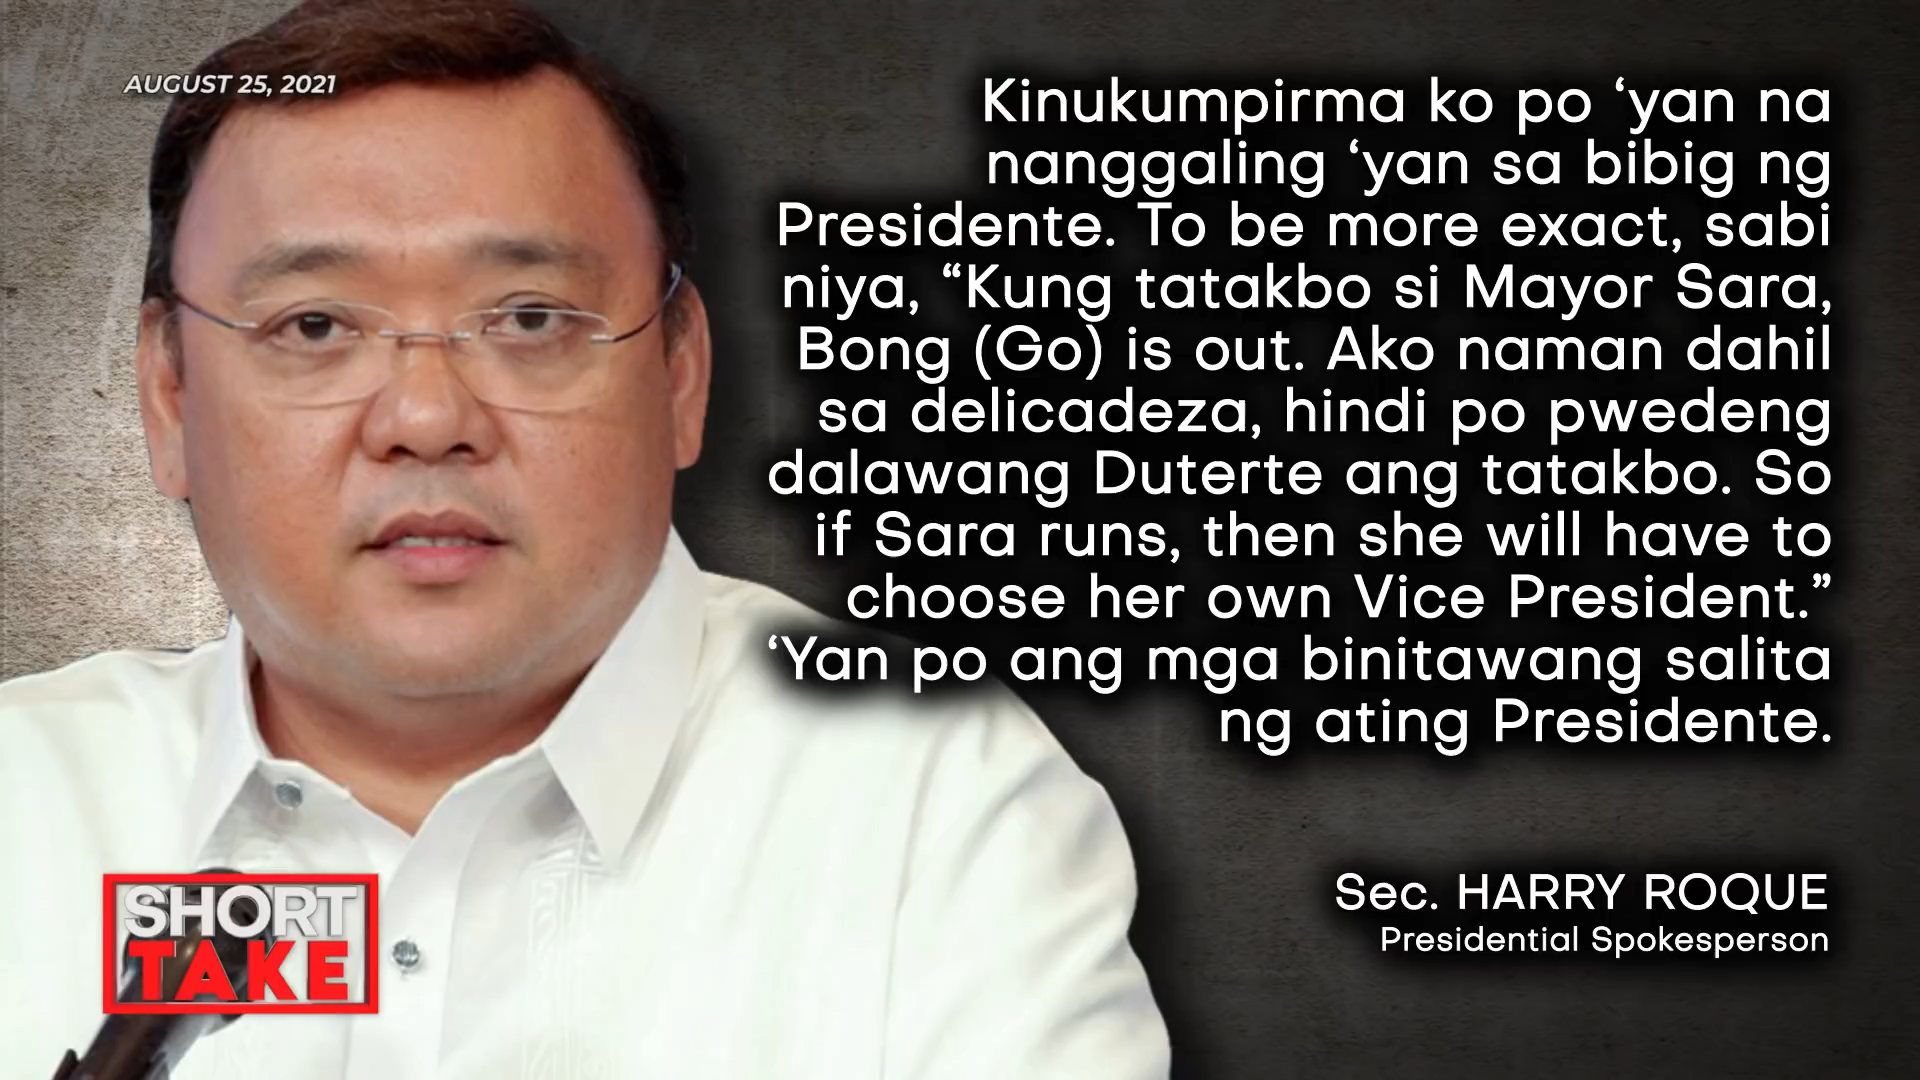 AUGUST 25, 2021
Kinukumpirma ko po ‘yan na
nanggaling ‘yan sa bibig ng
Presidente. To be more exact, sabi
niya, “Kung tatakbo si Mayor Sara,
Bong (Go) is out. Ako naman dahil
sa delicadeza, hindi po pwedeng
dalawang Duterte ang tatakbo. So
if Sara runs, then she will have to
choose her own Vice President.”
‘Yan po ang mga binitawang salita
ng ating Presidente.
Sec. HARRY ROQUE
Presidential Spokesperson
SHORT
TAKE